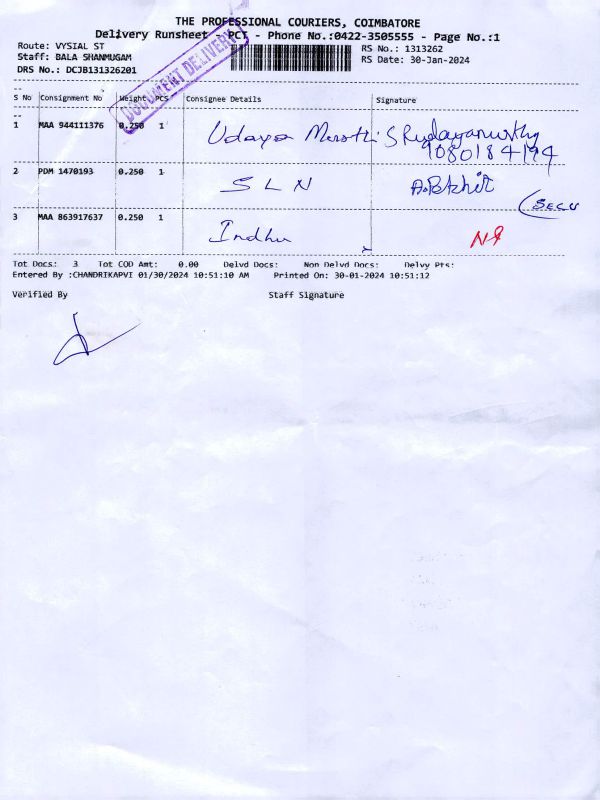 THE PROFESSIONAL COURIERS, COIMBATORE
Delivery Runsheet - PCT - Phone No.:0422-3505555 - Page No.:1
Route: VYSIAL ST
RS No.: 1313262
Staff: BALA SHANMUGAM
RS Date: 30-Jan-2024
DRS No.: DCJB131326201
DOCUMENT DELIVERY
S No Consignment No Weight PCS Consignee Details Signature
1 MAA 944111376 0.250 1 Udaya
9080184194
2 PDM 1470193 0.250 1 S L N
SECU
3 MAA 863917637 0.250 1 Indhu
Tot Docs: 3 Tot COD Amt: 0.00 Delvd Docs: Non Delvd Docs: Delvy Pts:
Entered By :CHANDRIKAPVI 01/30/2024 10:51:10 AM Printed On: 30-01-2024 10:51:12
Verified By Staff Signature